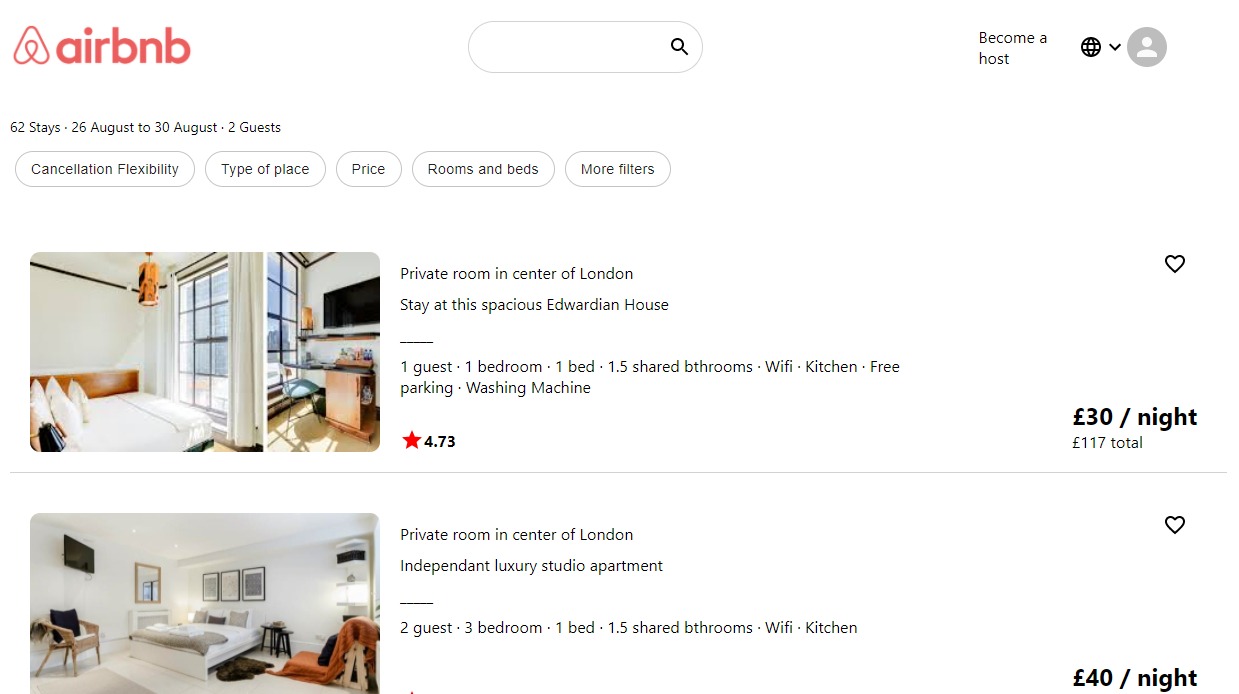 airbnb
Become a
host
62 Stays · 26 August to 30 August · 2 Guests
Cancellation Flexibility
Type of place
Price
Rooms and beds
More filters
Private room in center of London
Stay at this spacious Edwardian House
_____
1 guest · 1 bedroom · 1 bed · 1.5 shared bthrooms · Wifi · Kitchen · Free
parking · Washing Machine
4.73
£30 / night
£117 total
Private room in center of London
Independant luxury studio apartment
_____
2 guest · 3 bedroom · 1 bed · 1.5 shared bthrooms · Wifi · Kitchen
£40 / night